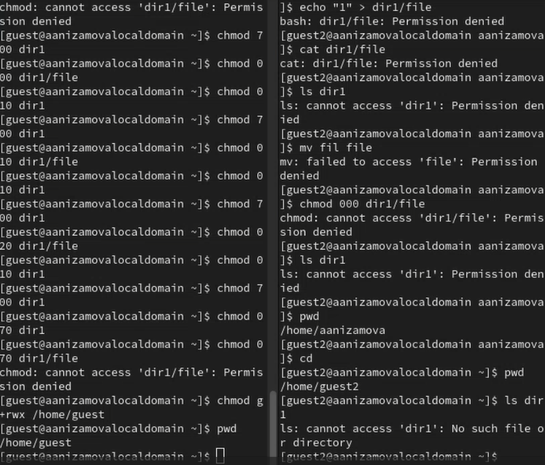 chmod: cannot access 'dir1/file': Permis
sion denied
[guest@aanizamovalocaldomain ~]$ chmod 7
00 dir1
[guest@aanizamovalocaldomain ~]$ chmod 0
00 dir1/file
[guest@aanizamovalocaldomain ~]$ chmod 0
10 dir1
[guest@aanizamovalocaldomain ~]$ chmod 7
00 dir1
[guest@aanizamovalocaldomain ~]$ chmod 0
10 dir1/file
[guest@aanizamovalocaldomain ~]$ chmod 0
10 dir1
[guest@aanizamovalocaldomain ~]$ chmod 7
00 dir1
[guest@aanizamovalocaldomain ~]$ chmod 0
20 dir1/file
[guest@aanizamovalocaldomain ~]$ chmod 0
10 dir1
[guest@aanizamovalocaldomain ~]$ chmod 7
00 dir1
[guest@aanizamovalocaldomain ~]$ chmod 0
70 dir1
[guest@aanizamovalocaldomain ~]$ chmod 0
70 dir1/file
chmod: cannot access 'dir1/file': Permis
sion denied
[guest@aanizamovalocaldomain ~]$ chmod g
+rwx /home/guest
[guest@aanizamovalocaldomain ~]$ pwd
/home/guest
[guest@aanizamovalocaldomain ~]$
]$ echo "1" > dir1/file
bash: dir1/file: Permission denied
[guest2@aanizamovalocaldomain aanizamova
]$ cat dir1/file
cat: dir1/file: Permission denied
[guest2@aanizamovalocaldomain aanizamova
]$ ls dir1
ls: cannot access 'dir1': Permission den
ied
[guest2@aanizamovalocaldomain aanizamova
]$ mv fil file
mv: failed to access 'file': Permission
denied
[guest2@aanizamovalocaldomain aanizamova
]$ chmod 000 dir1/file
chmod: cannot access 'dir1/file': Permis
sion denied
[guest2@aanizamovalocaldomain aanizamova
]$ ls dir1
ls: cannot access 'dir1': Permission den
ied
[guest2@aanizamovalocaldomain aanizamova
]$ pwd
/home/aanizamova
[guest2@aanizamovalocaldomain aanizamova
]$ cd
[guest2@aanizamovalocaldomain ~]$ pwd
/home/guest2
[guest2@aanizamovalocaldomain ~]$ ls dir
1
ls: cannot access 'dir1': No such file o
r directory
[guest2@aanizamovalocaldomain ~]$